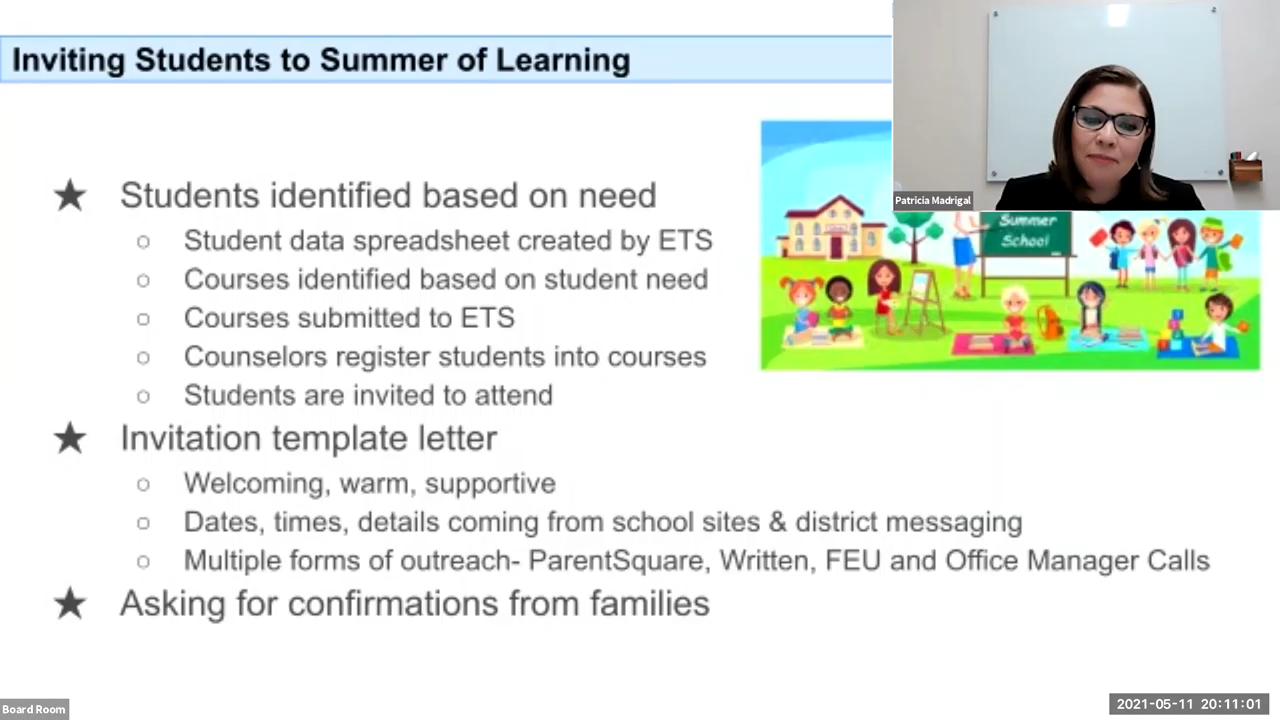 Inviting Students to Summer of Learning
Patricia Madrigal
Summer
School
★ Students identified based on need
○ Student data spreadsheet created by ETS
○ Courses identified based on student need
○ Courses submitted to ETS
○ Counselors register students into courses
○ Students are invited to attend
★ Invitation template letter
○ Welcoming, warm, supportive
○ Dates, times, details coming from school sites & district messaging
○ Multiple forms of outreach- ParentSquare, Written, FEU and Office Manager Calls
★ Asking for confirmations from families
Board Room
2021-05-11 20:11:01